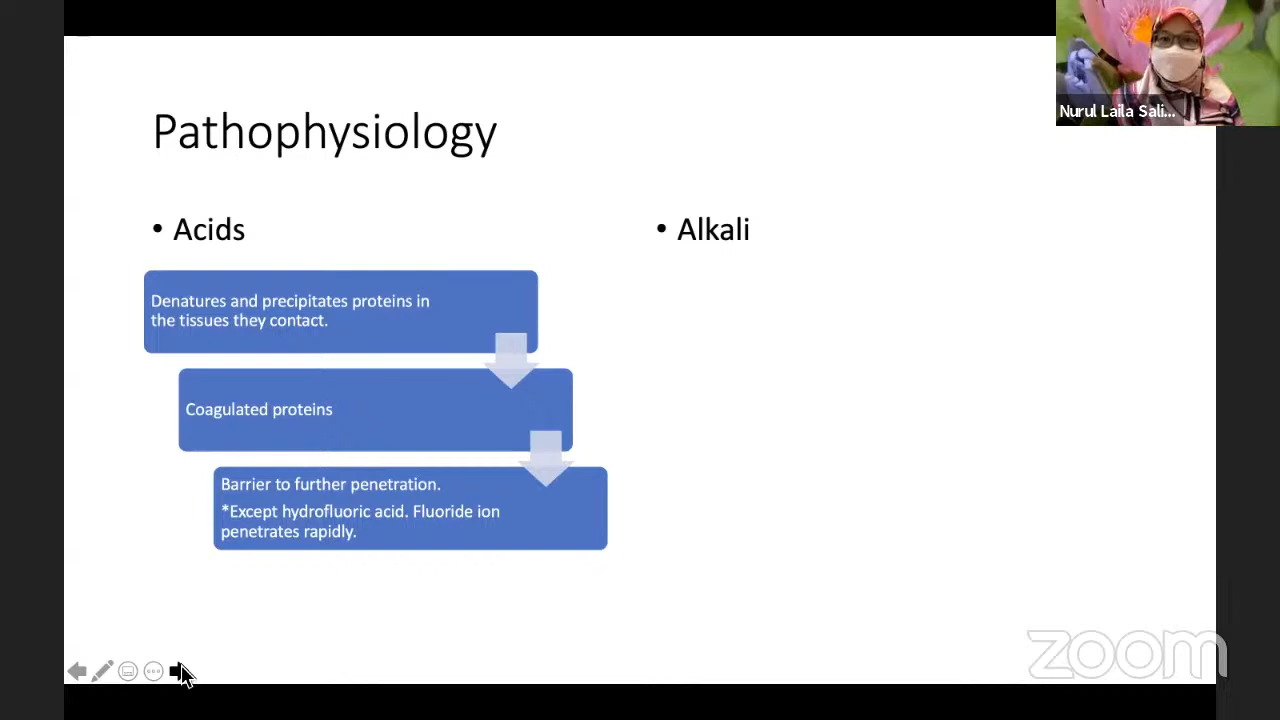 Nurul Laila Sali...
Pathophysiology
• Acids
Denatures and precipitates proteins in
the tissues they contact.
Coagulated proteins
Barrier to further penetration.
*Except hydrofluoric acid. Fluoride ion
penetrates rapidly.
• Alkali
zoom